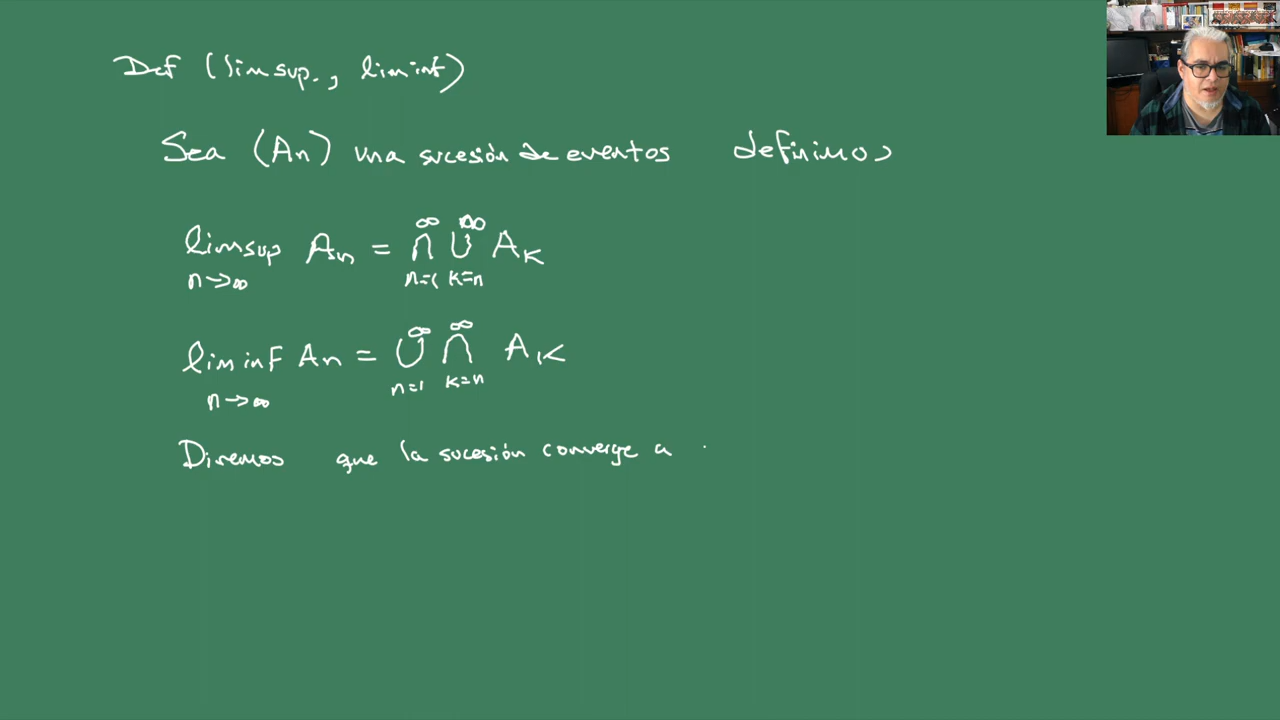 Def (limsup., liminf)
Sea (An) una sucesión de eventos definimos
limsup An = ∩ ∪ AK
n→∞ n=1 k=n
∞ ∞
liminf An = ∪ ∩ AK
n→∞ n=1 k=n
∞ ∞
Diremos que la sucesión converge a